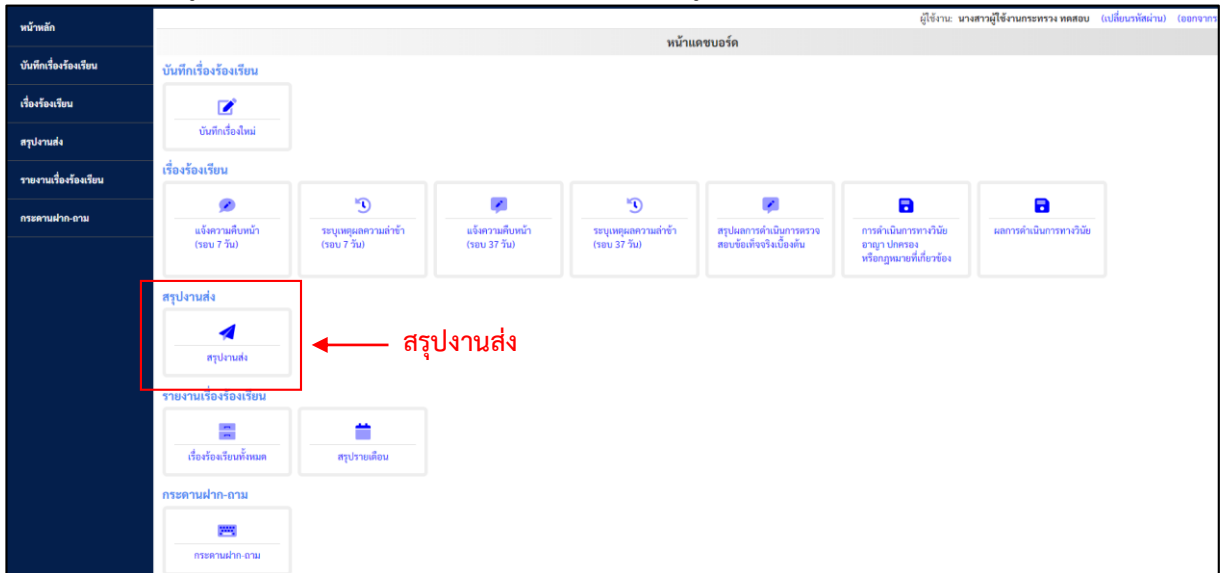 ผู้ใช้งาน: นางสาวผู้ใช้งานกระทรวง ทดสอบ (เปลี่ยนรหัสผ่าน) (ออกจากร
หน้าแดชบอร์ด
หน้าหลัก
บันทึกเรื่องร้องเรียน
เรื่องร้องเรียน
สรุปงานส่ง
รายงานเรื่องร้องเรียน
กระดานฝาก-ถาม
บันทึกเรื่องร้องเรียน
บันทึกเรื่องใหม่
เรื่องร้องเรียน
แจ้งความคืบหน้า
(รอบ 7 วัน)
ระบุเหตุผลความล่าช้า
(รอบ 7 วัน)
แจ้งความคืบหน้า
(รอบ 37 วัน)
ระบุเหตุผลความล่าช้า
(รอบ 37 วัน)
สรุปผลการดำเนินการตรวจ
สอบข้อเท็จจริงเบื้องต้น
การดำเนินการทางวินัย
อาญา ปกครอง
หรือกฎหมายที่เกี่ยวข้อง
ผลการดำเนินการทางวินัย
สรุปงานส่ง
สรุปงานส่ง
สรุปงานส่ง
รายงานเรื่องร้องเรียน
เรื่องร้องเรียนทั้งหมด
สรุปรายเดือน
กระดานฝาก-ถาม
กระดานฝาก-ถาม